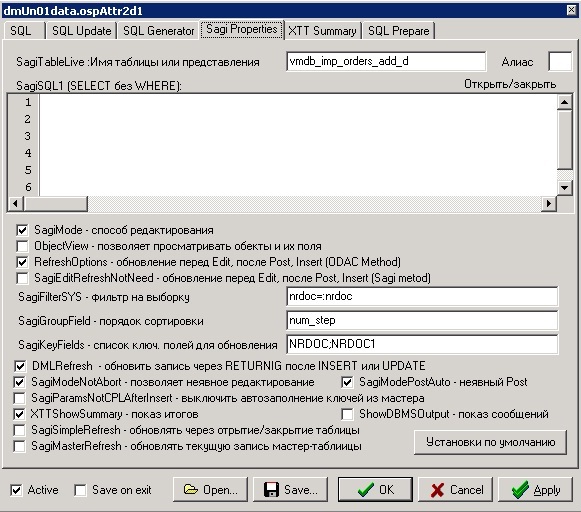 dmUn01data.ospAttr2d1
SQL SQL Update SQL Generator Sagi Properties XTT Summary SQL Prepare
SagiTableLive :Имя таблицы или представления vmdb_imp_orders_add_d Алиас
SagiSQL1 (SELECT без WHERE): Открыть/закрыть
1
2
3
4
5
6
SagiMode - способ редактирования
ObjectView - позволяет просматривать обекты и их поля
RefreshOptions - обновление перед Edit, после Post, Insert (ODAC Method)
SagiEditRefreshNotNeed - обновление перед Edit, после Post, Insert (Sagi metod)
SagiFilterSYS - фильтр на выборку nrdoc=:nrdoc
SagiGroupField - порядок сортировки num_step
SagiKeyFields - список ключ. полей для обновления NRDOC;NRDOC1
DMLRefresh - обновить запись через RETURNIG после INSERT или UPDATE
SagiModeNotAbort - позволяет неявное редактирование SagiModePostAuto - неявный Post
SagiParamsNotCPLAfterInsert - выключить автозаполнение ключей из мастера
XTTShowSummary - показ итогов ShowDBMSOutput - показ сообщений
SagiSimpleRefresh - обновлять через отрытие/закрытие таблицы
SagiMasterRefresh - обновлять текущую запись мастер-таблиицы
Установки по умолчанию
Active Save on exit Open... Save... OK Cancel Apply